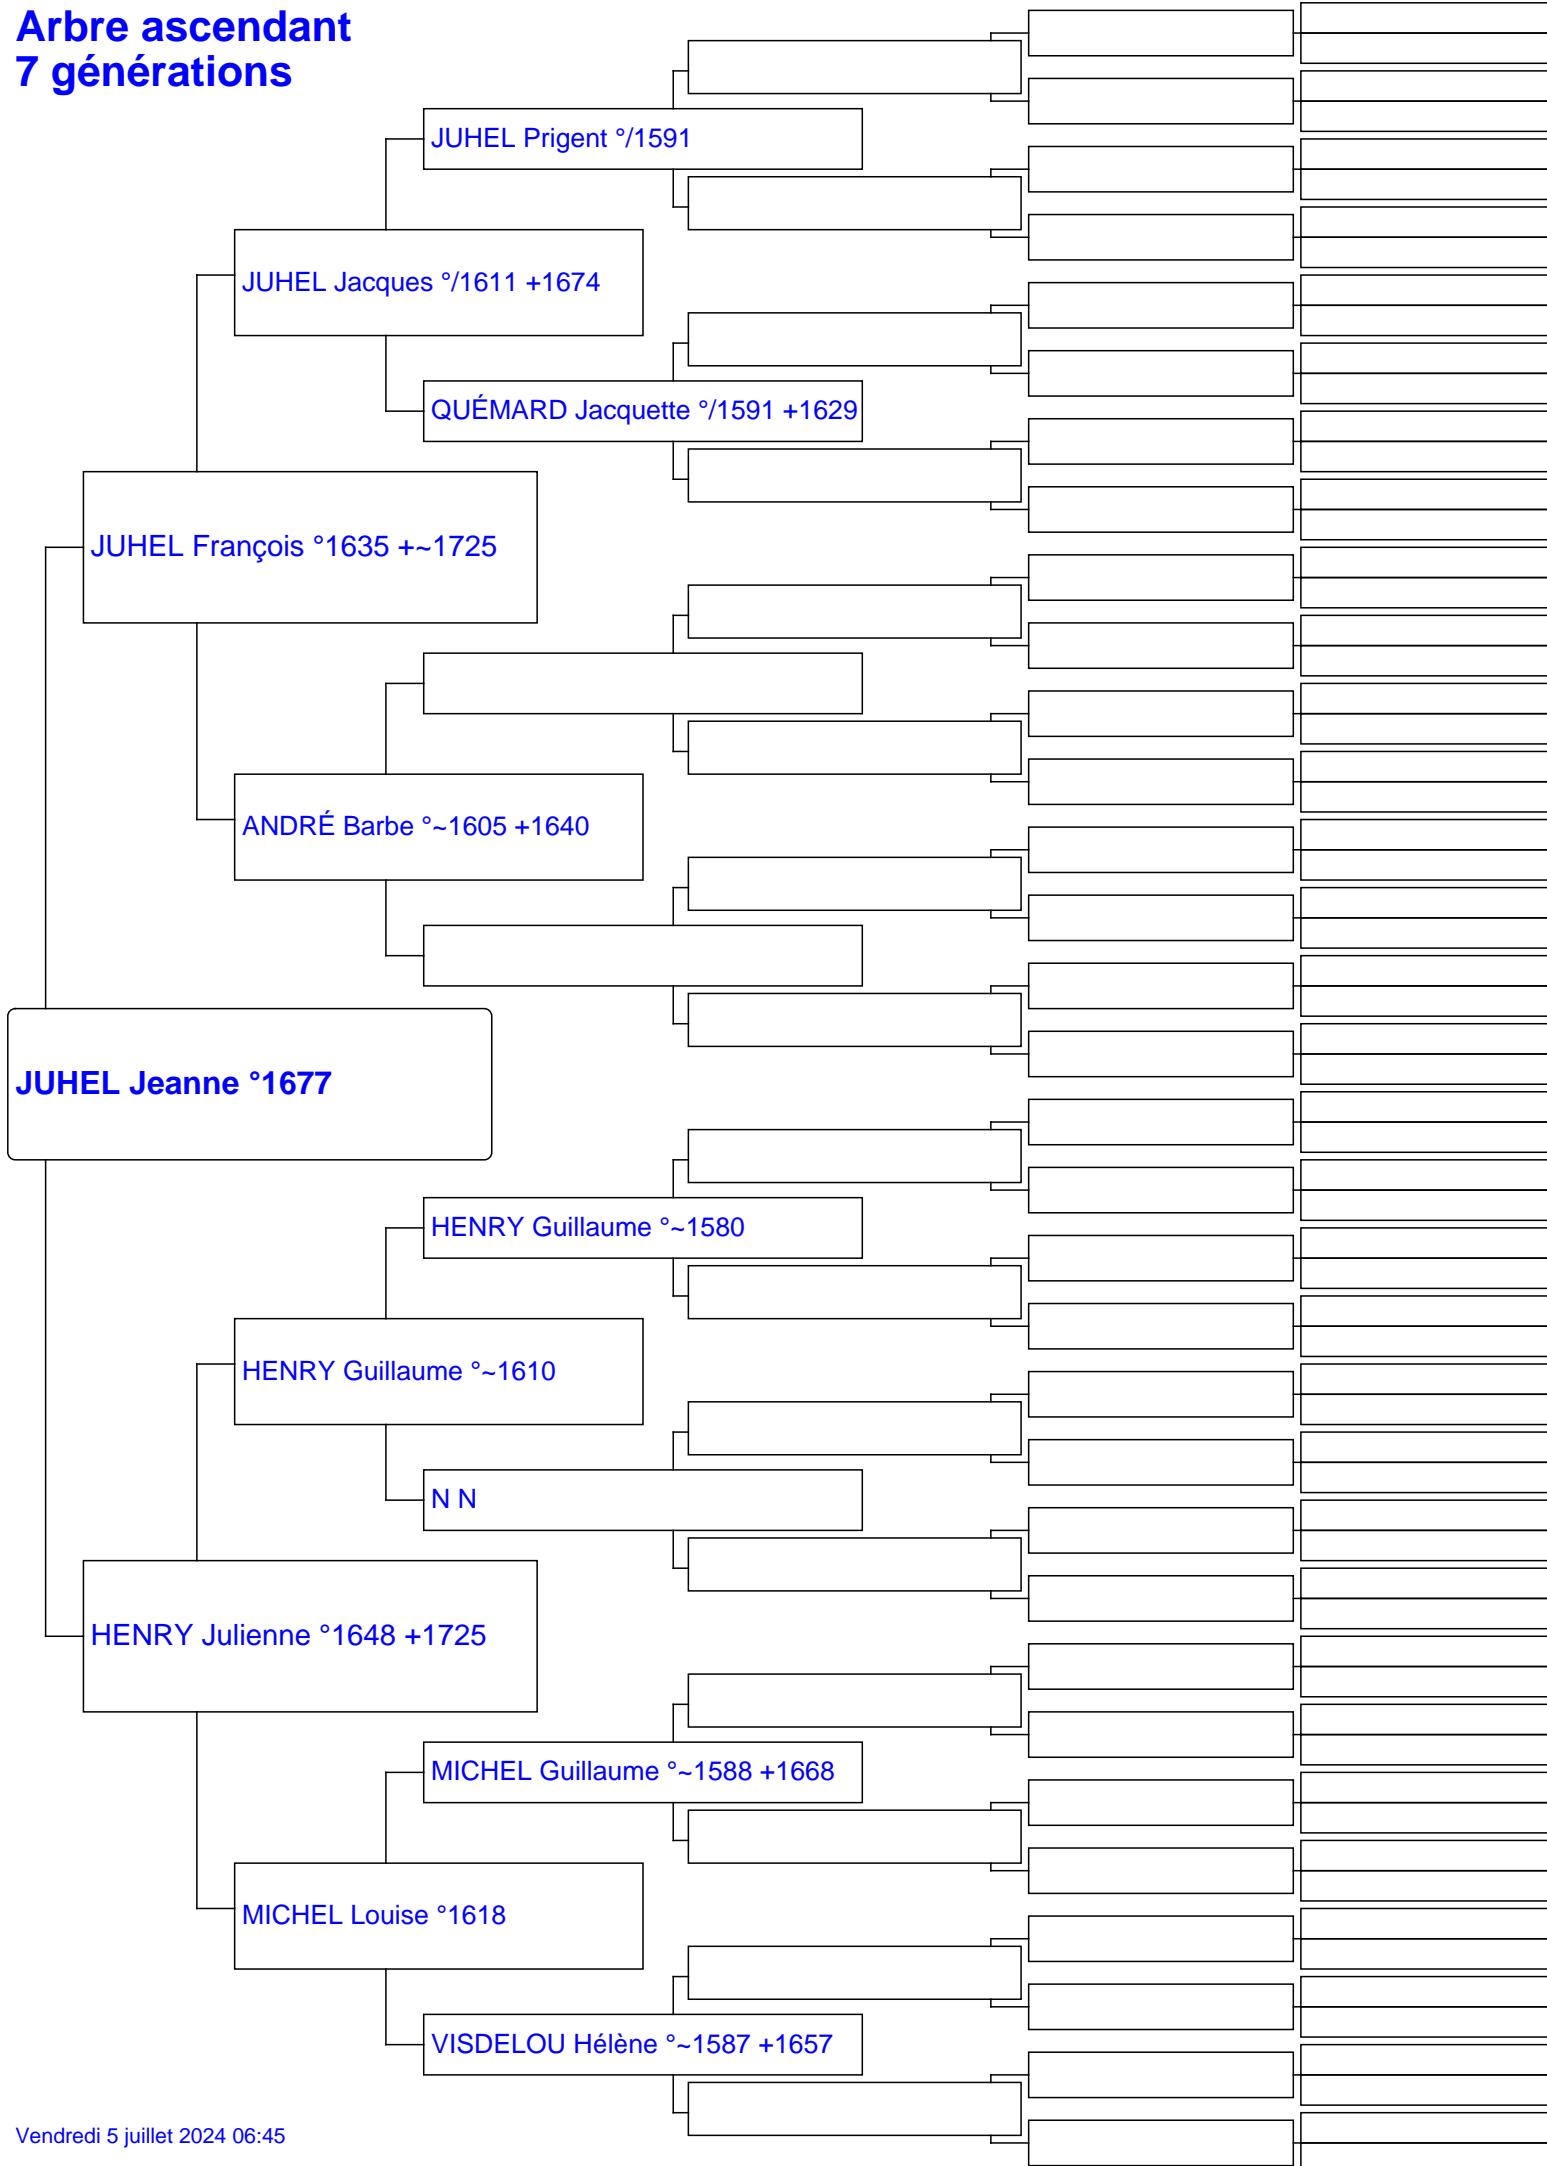 Arbre ascendant
7 générations
JUHEL Prigent °/1591
JUHEL Jacques °/1611 +1674
QUÉMARD Jacquette °/1591 +1629
JUHEL François °1635 +~1725
ANDRÉ Barbe °~1605 +1640
JUHEL Jeanne °1677
HENRY Guillaume °~1580
HENRY Guillaume °~1610
N N
HENRY Julienne °1648 +1725
MICHEL Guillaume °~1588 +1668
MICHEL Louise °1618
VISDELOU Hélène °~1587 +1657
Vendredi 5 juillet 2024 06:45